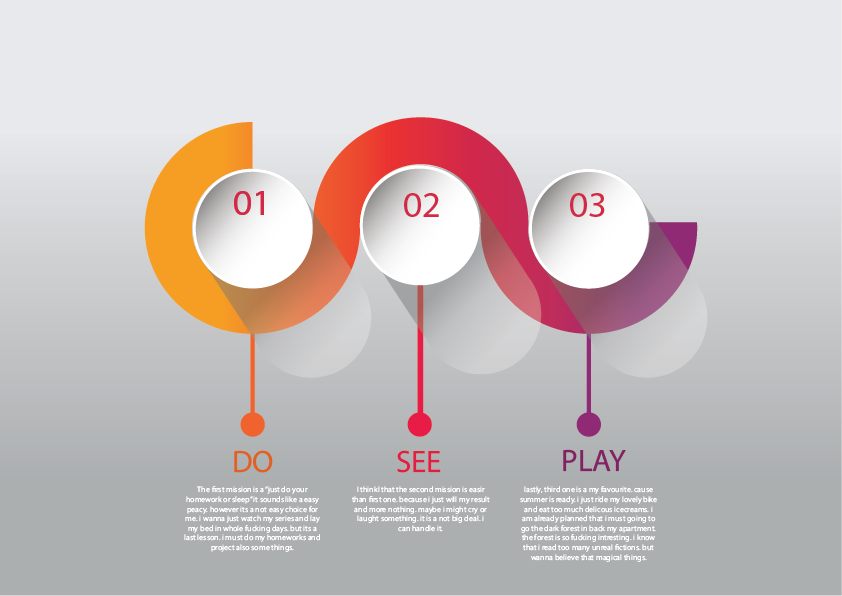 01
02
03
DO
The first mission is a "just do your
homework or sleep" it sounds like a easy
peacy. however its a not easy choice for
me. i wanna just watch my series and lay
my bed in whole fucking days. but its a
last lesson. i must do my homeworks and
project also some things.
SEE
I thinkl that the second mission is easir
than first one. because i just will my result
and more nothing. maybe i might cry or
laught something. it is a not big deal. i
can handle it.
PLAY
lastly, third one is a my favourite. cause
summer is ready. i just ride my lovely bike
and eat too much delicous icecreams. i
am already planned that i must going to
go the dark forest in back my apartment.
the forest is so fucking intresting. i know
that i read too many unreal fictions. but
wanna believe that magical things.